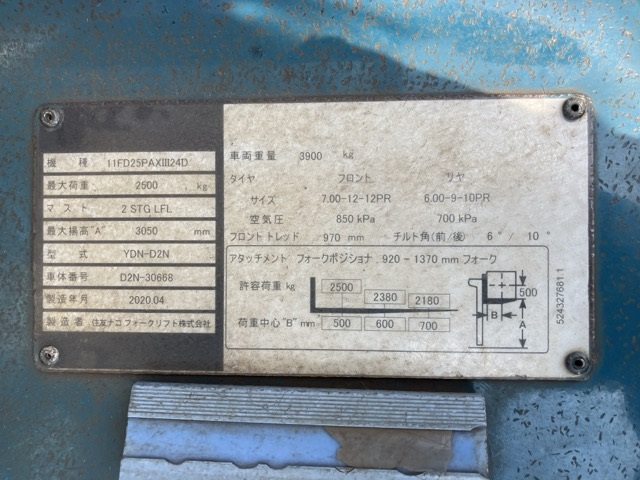 機 種 11FD25PAXIII24D
最大荷重 2500 kg
マスト 2 STG LFL
最大揚高"A" 3050 mm
型 式 YDN-D2N
車体番号 D2N-30668
製造年月 2020.04
製造者 住友ナコ フォークリフト株式会社
車両重量 3900 kg
タイヤ フロント リヤ
サイズ 7.00-12-12PR 6.00-9-10PR
空気圧 850 kPa 700 kPa
フロント トレッド 970 mm チルト角(前/後) 6° / 10°
アタッチメント フォークポジショナ 920 - 1370 mm フォーク
許容荷重 kg 2500 2380 2180
荷重中心"B" mm 500 600 700
500
B
A
524327681.1